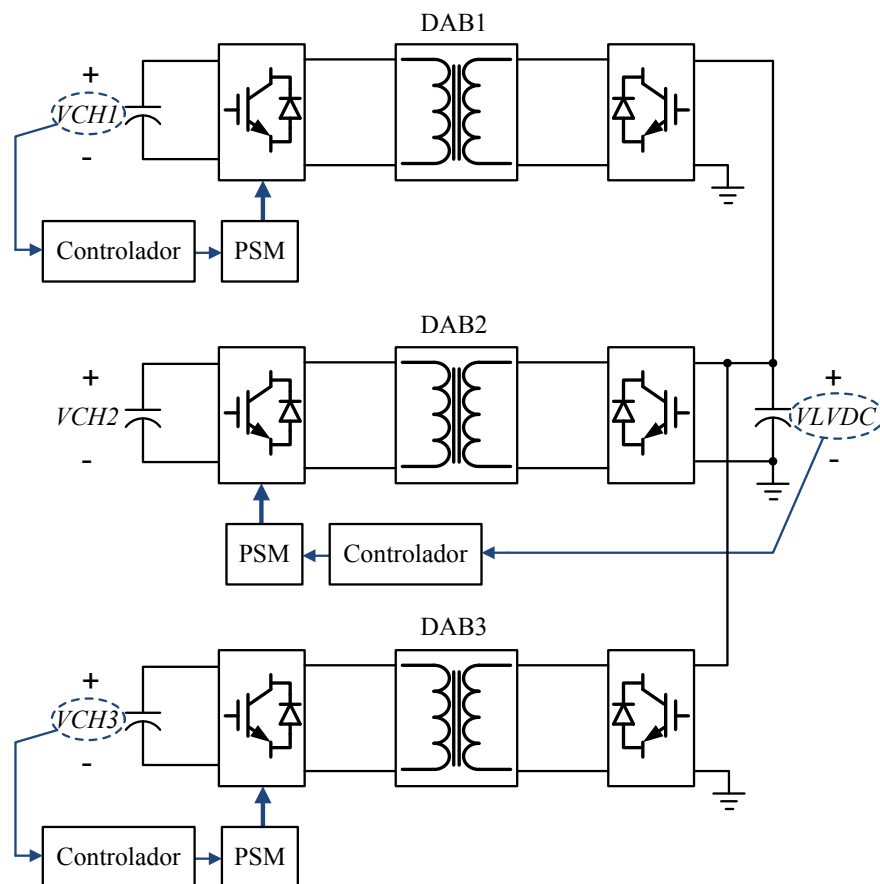 DAB1
+
VCH1
-
Controlador
PSM
DAB2
+
VCH2
-
+
VLVDC
-
PSM
Controlador
DAB3
+
VCH3
-
Controlador
PSM